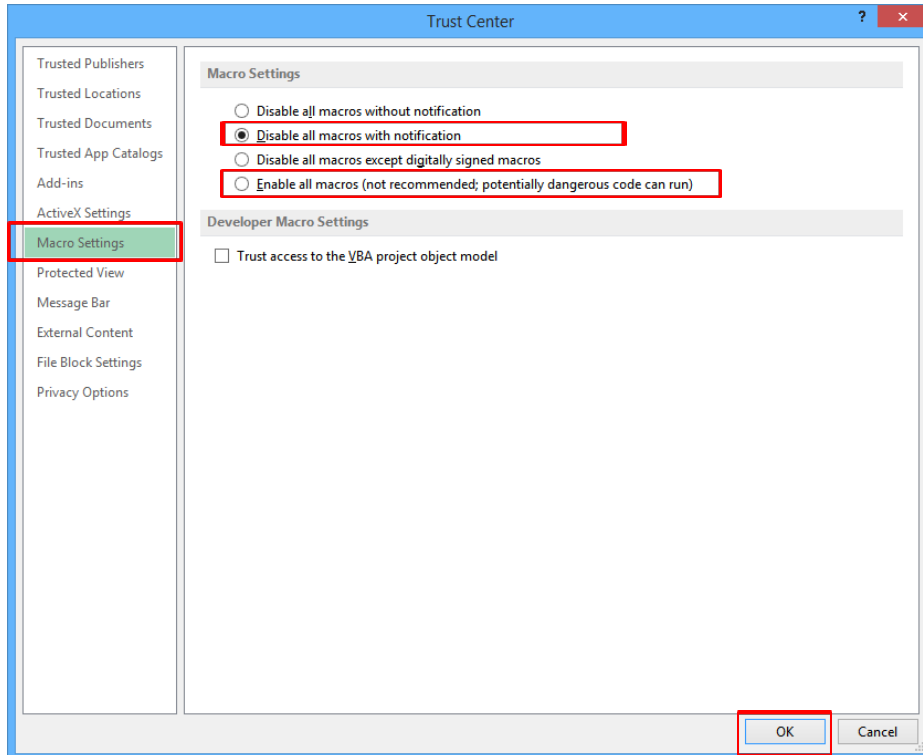 Trust Center
?
Trusted Publishers
Trusted Locations
Trusted Documents
Trusted App Catalogs
Add-ins
ActiveX Settings
Macro Settings
Protected View
Message Bar
External Content
File Block Settings
Privacy Options
Macro Settings
Disable all macros without notification
Disable all macros with notification
Disable all macros except digitally signed macros
Enable all macros (not recommended; potentially dangerous code can run)
Developer Macro Settings
Trust access to the VBA project object model
OK
Cancel